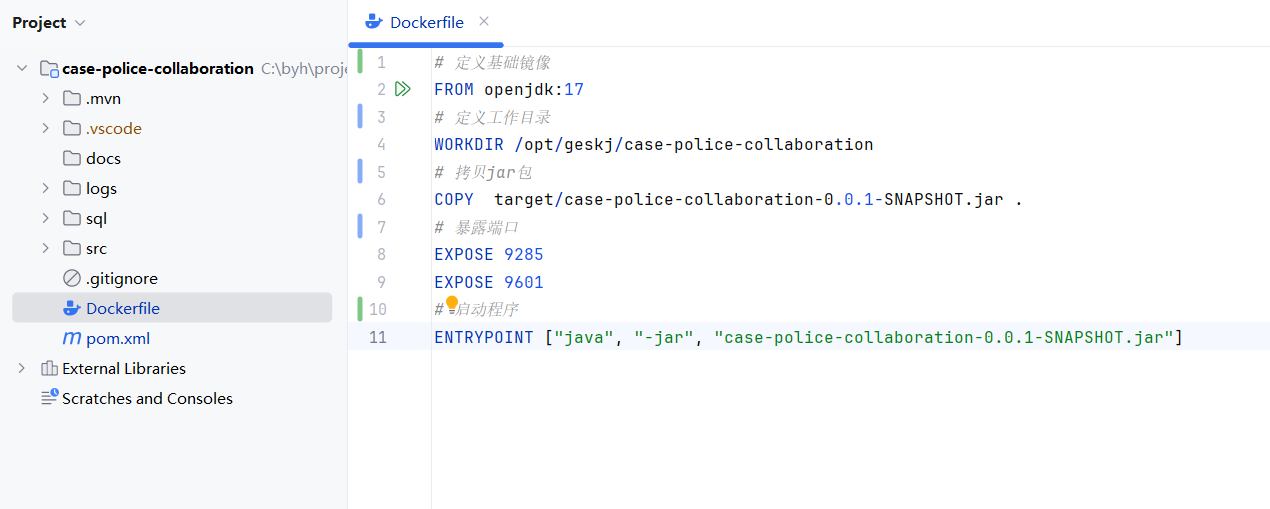 Project
Dockerfile
case-police-collaboration C:\byh\proje
.mvn
.vscode
docs
logs
sql
src
.gitignore
Dockerfile
pom.xml
External Libraries
Scratches and Consoles
1 # 定义基础镜像
2 FROM openjdk:17
3 # 定义工作目录
4 WORKDIR /opt/geskj/case-police-collaboration
5 # 拷贝jar包
6 COPY  target/case-police-collaboration-0.0.1-SNAPSHOT.jar .
7 # 暴露端口
8 EXPOSE 9285
9 EXPOSE 9601
10 # 启动程序
11 ENTRYPOINT ["java", "-jar", "case-police-collaboration-0.0.1-SNAPSHOT.jar"]